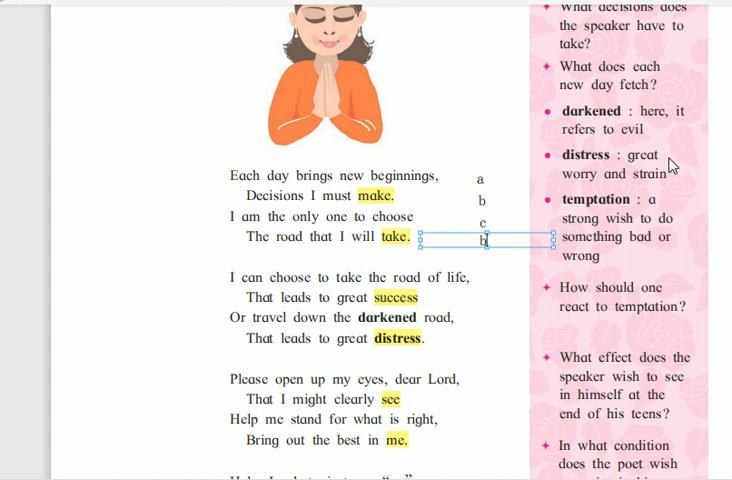 Each day brings new beginnings,
Decisions I must make.
I am the only one to choose
The road that I will take.
a
b
c
b
I can choose to take the road of life,
That leads to great success
Or travel down the darkened road,
That leads to great distress.
Please open up my eyes, dear Lord,
That I might clearly see
Help me stand for what is right,
Bring out the best in me.
What decisions does
the speaker have to
take?
What does each
new day fetch?
darkened : here, it
refers to evil
distress : great
worry and strain
temptation : a
strong wish to do
something bad or
wrong
How should one
react to temptation?
What effect does the
speaker wish to see
in himself at the
end of his teens?
In what condition
does the poet wish